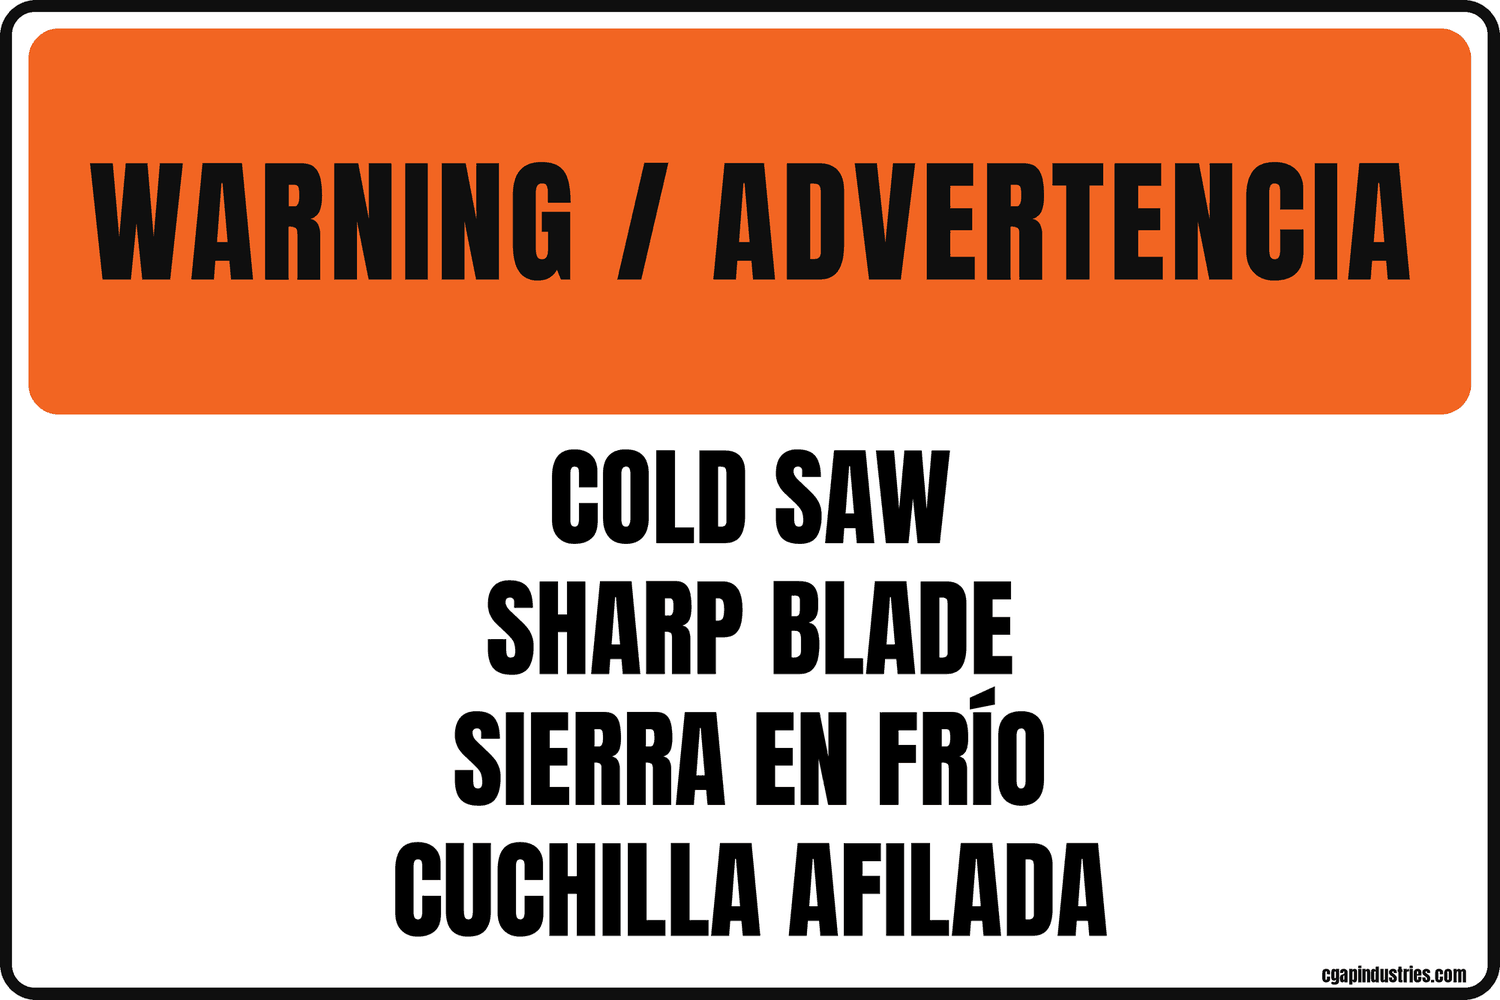 WARNING / ADVERTENCIA
COLD SAW
SHARP BLADE
SIERRA EN FRÍO
CUCHILLA AFILADA
cgapindustries.com